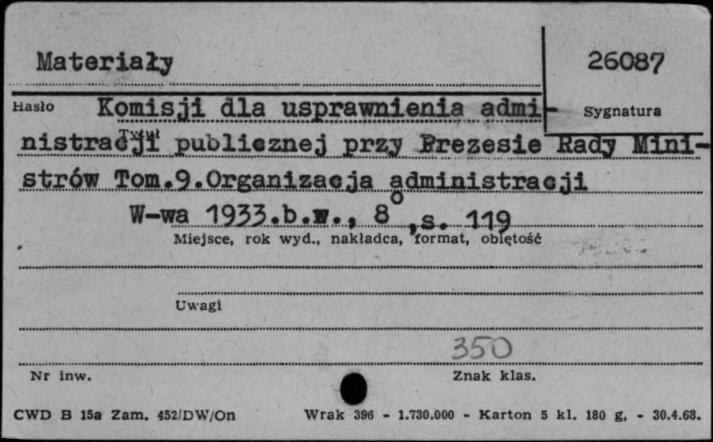 Materiały
26087
Hasło
Komisji dla usprawnienia admi-
Sygnatura
Tytuł
nistracji publicznej przy Prezesie Rady Mini-
strów Tom.9.Organizacja administracji
W-wa 1933.b.w., 8°,s. 119
Miejsce, rok wyd., nakładca, format, objętość
Uwagi
350
Nr inw.
Znak klas.
CWD B 15a Zam. 452/DW/On
Wrak 396 - 1.730.000 - Karton 5 kl. 180 g, - 30.4.68.